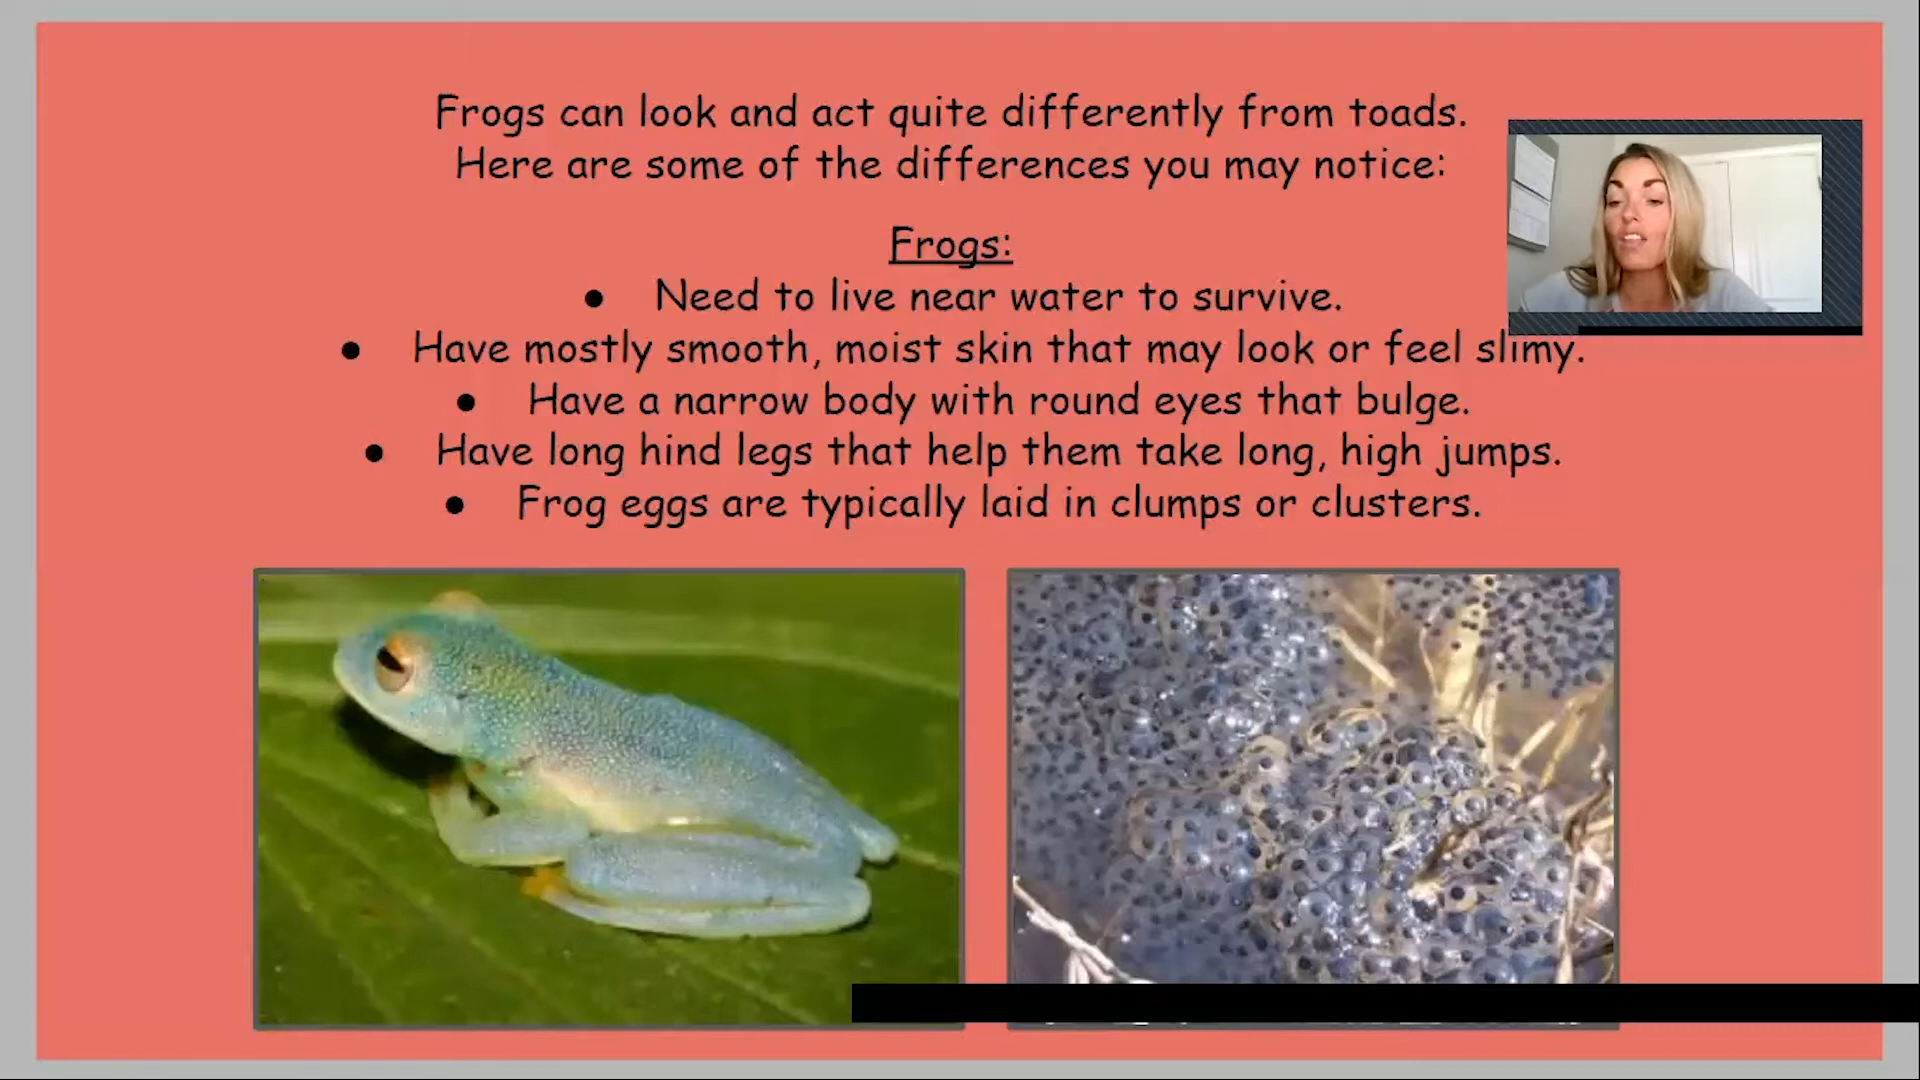 Frogs can look and act quite differently from toads.
Here are some of the differences you may notice:
Frogs:
● Need to live near water to survive.
● Have mostly smooth, moist skin that may look or feel slimy.
● Have a narrow body with round eyes that bulge.
● Have long hind legs that help them take long, high jumps.
● Frog eggs are typically laid in clumps or clusters.